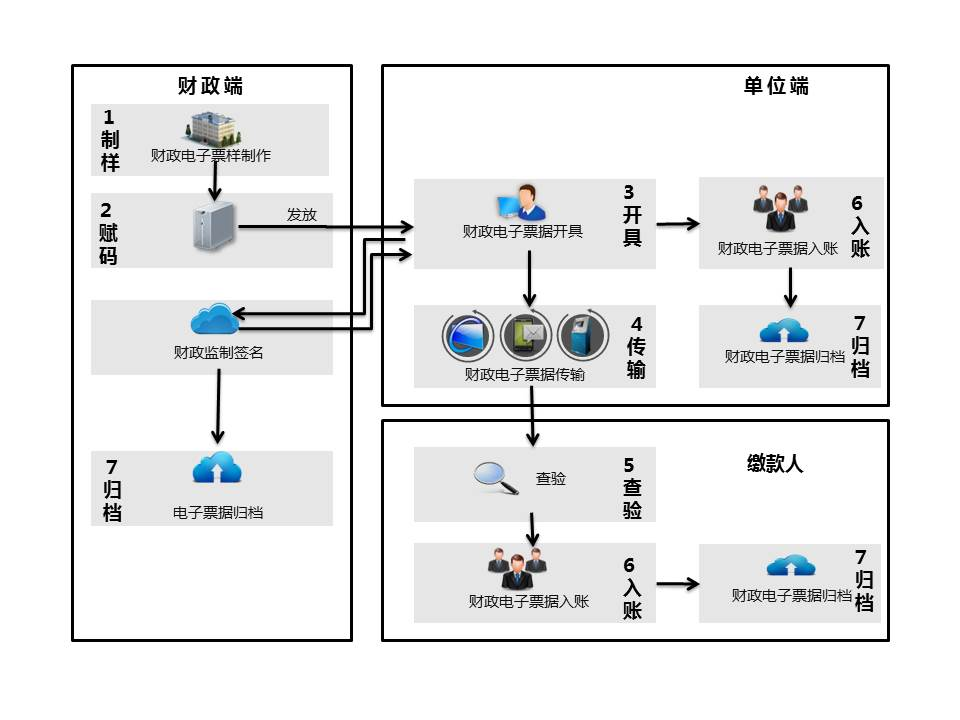 财政端
1
制
样
财政电子票样制作
2
赋
码
发放
财政监制签名
7
归
档
电子票据归档
单位端
3
开
具
财政电子票据开具
6
入
账
财政电子票据入账
4
传
输
财政电子票据传输
7
归
档
财政电子票据归档
缴款人
5
查
验
查验
6
入
账
财政电子票据入账
7
归
档
财政电子票据归档